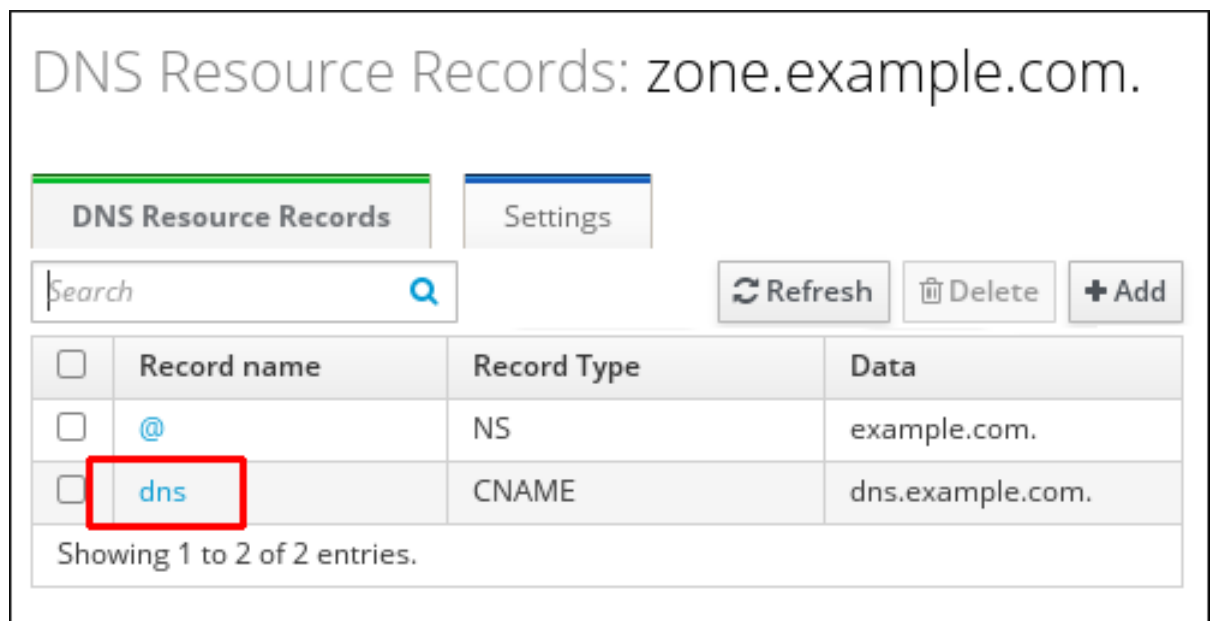 DNS Resource Records: zone.example.com.
DNS Resource Records Settings
Search Refresh Delete Add
Record name Record Type Data
@ NS example.com.
dns CNAME dns.example.com.
Showing 1 to 2 of 2 entries.